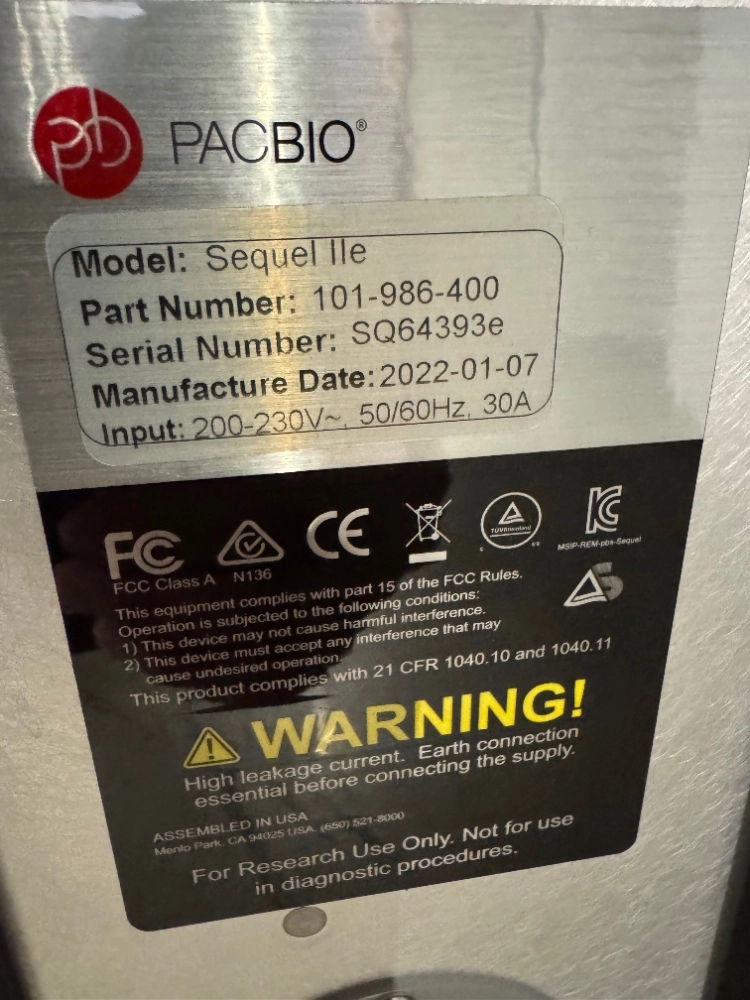 pb PACBIO®
Model: Sequel IIe
Part Number: 101-986-400
Serial Number: SQ64393e
Manufacture Date: 2022-01-07
Input: 200-230V~, 50/60Hz, 30A
FC CE TÜVRheinland
MSIP-REM-pbs-Sequel
FCC Class A N136
This equipment complies with part 15 of the FCC Rules.
Operation is subjected to the following conditions:
1) This device may not cause harmful interference.
2) This device must accept any interference that may
cause undesired operation.
This product complies with 21 CFR 1040.10 and 1040.11
WARNING!
High leakage current. Earth connection
essential before connecting the supply.
ASSEMBLED IN USA
Menlo Park, CA 94025 USA. (650) 521-8000
For Research Use Only. Not for use
in diagnostic procedures.